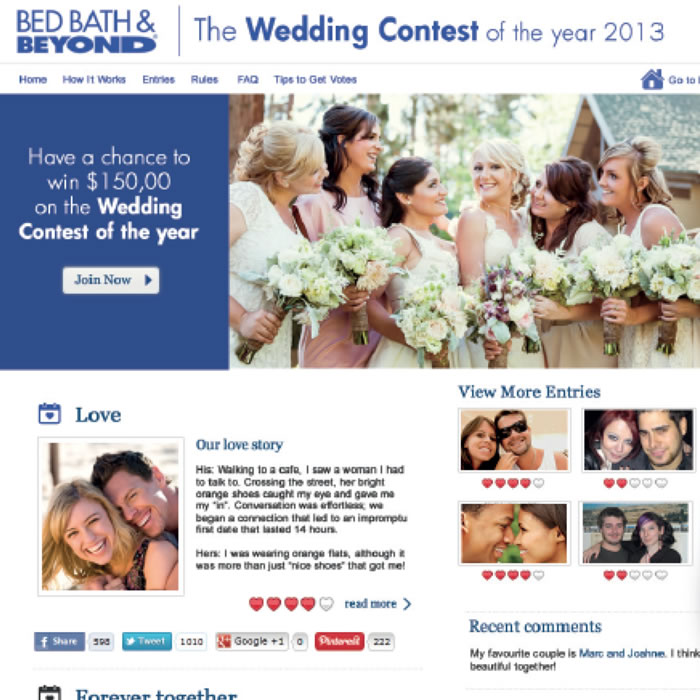 BED BATH &
BEYOND®
The Wedding Contest of the year 2013
Home How It Works Entries Rules FAQ Tips to Get Votes Go to
Have a chance to
win $150,00
on the Wedding
Contest of the year
Join Now
Love
Our love story
His: Walking to a cafe, I saw a woman I had
to talk to. Crossing the street, her bright
orange shoes caught my eye and gave me
my "in". Conversation was effortless; we
began a connection that led to an impromptu
first date that lasted 14 hours.
Hers: I was wearing orange flats, although it
was more than just "nice shoes" that got me!
read more
f Share 598 Tweet 1010 g Google +1 0 Pinterest 222
Forever together
View More Entries
Recent comments
My favourite couple is Marc and Joahnne. I think
beautiful together!